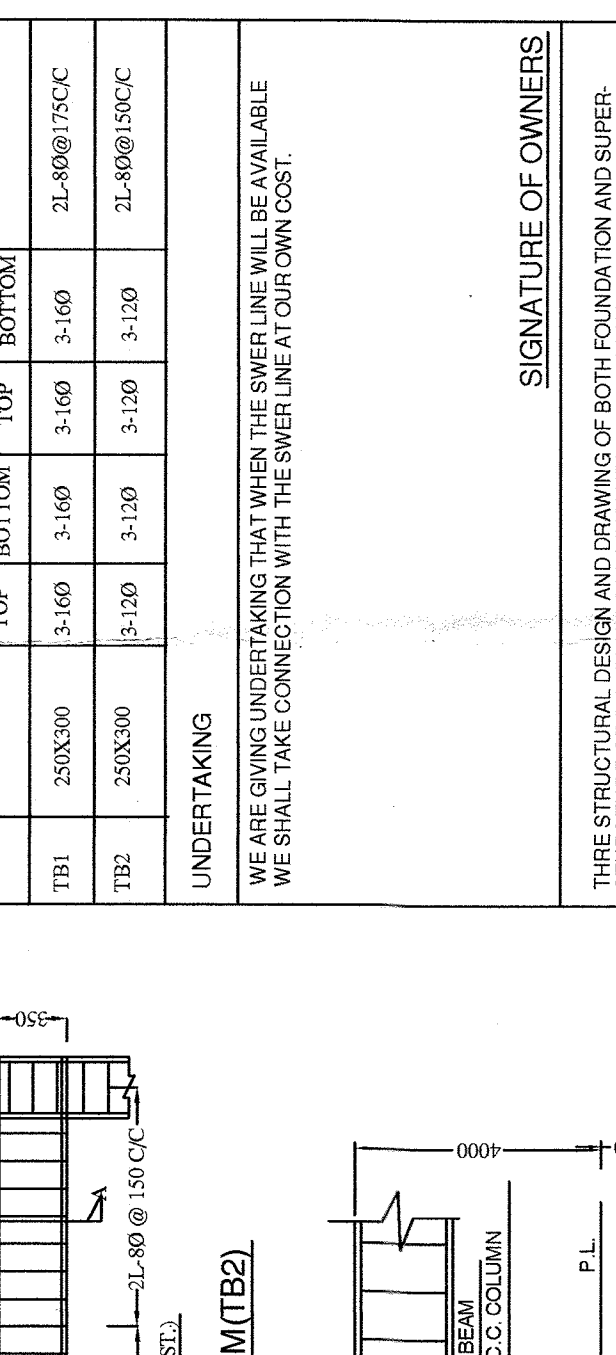 TOP BOTTOM TOP BOTTOM
TB1 250X300 3-16Ø 3-16Ø 3-16Ø 3-16Ø 2L-8Ø@175C/C
TB2 250X300 3-12Ø 3-12Ø 3-12Ø 3-12Ø 2L-8Ø@150C/C
UNDERTAKING
WE ARE GIVING UNDERTAKING THAT WHEN THE SWER LINE WILL BE AVAILABLE
WE SHALL TAKE CONNECTION WITH THE SWER LINE AT OUR OWN COST.
SIGNATURE OF OWNERS
THRE STRUCTURAL DESIGN AND DRAWING OF BOTH FOUNDATION AND SUPER-
350
A
2L-8Ø @ 150 C/C
ST.)
M(TB2)
4000
BEAM
C.C. COLUMN
P.L.